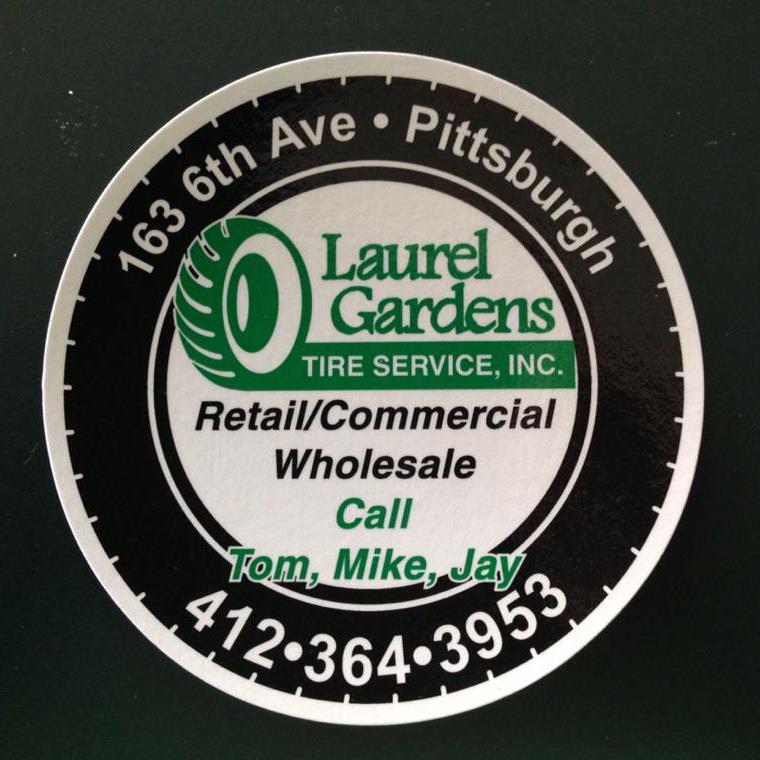 163 6th Ave • Pittsburgh
Laurel
Gardens
TIRE SERVICE, INC.
Retail/Commercial
Wholesale
Call
Tom, Mike, Jay
412•364•3953